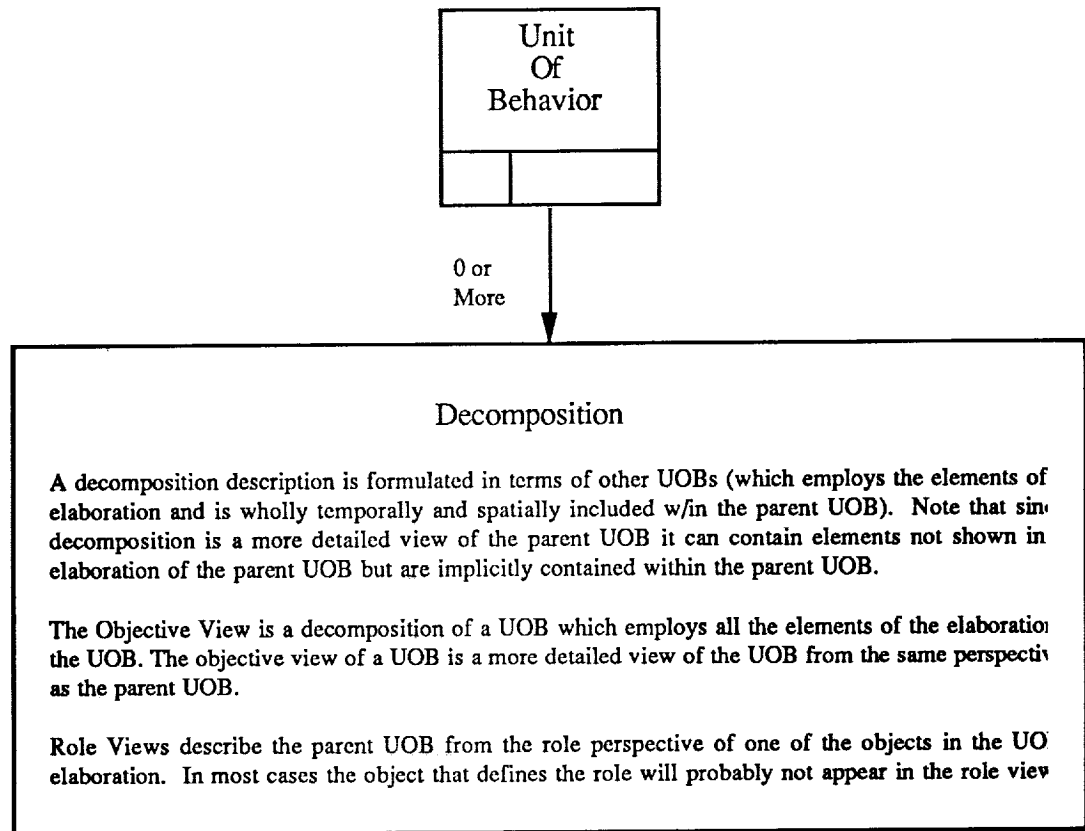 Unit
Of
Behavior
0 or
More
Decomposition
A decomposition description is formulated in terms of other UOBs (which employs the elements of
elaboration and is wholly temporally and spatially included w/in the parent UOB). Note that
decomposition is a more detailed view of the parent UOB it can contain elements not shown in
elaboration of the parent UOB but are implicitly contained within the parent UOB.
The Objective View is a decomposition of a UOB which employs all the elements of the
the UOB. The objective view of a UOB is a more detailed view of the UOB from the same
as the parent UOB.
Role Views describe the parent UOB from the role perspective of one of the objects in the
elaboration. In most cases the object that defines the role will probably not appear in the role view